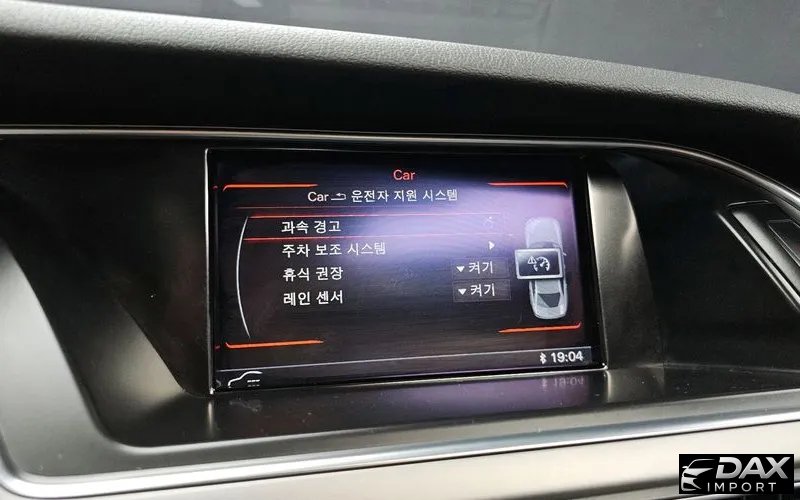 Car
Car 운전자 지원 시스템
과속 경고
주차 보조 시스템
휴식 권장 켜기
레인 센서 켜기
19:04
DAX
IMPORT